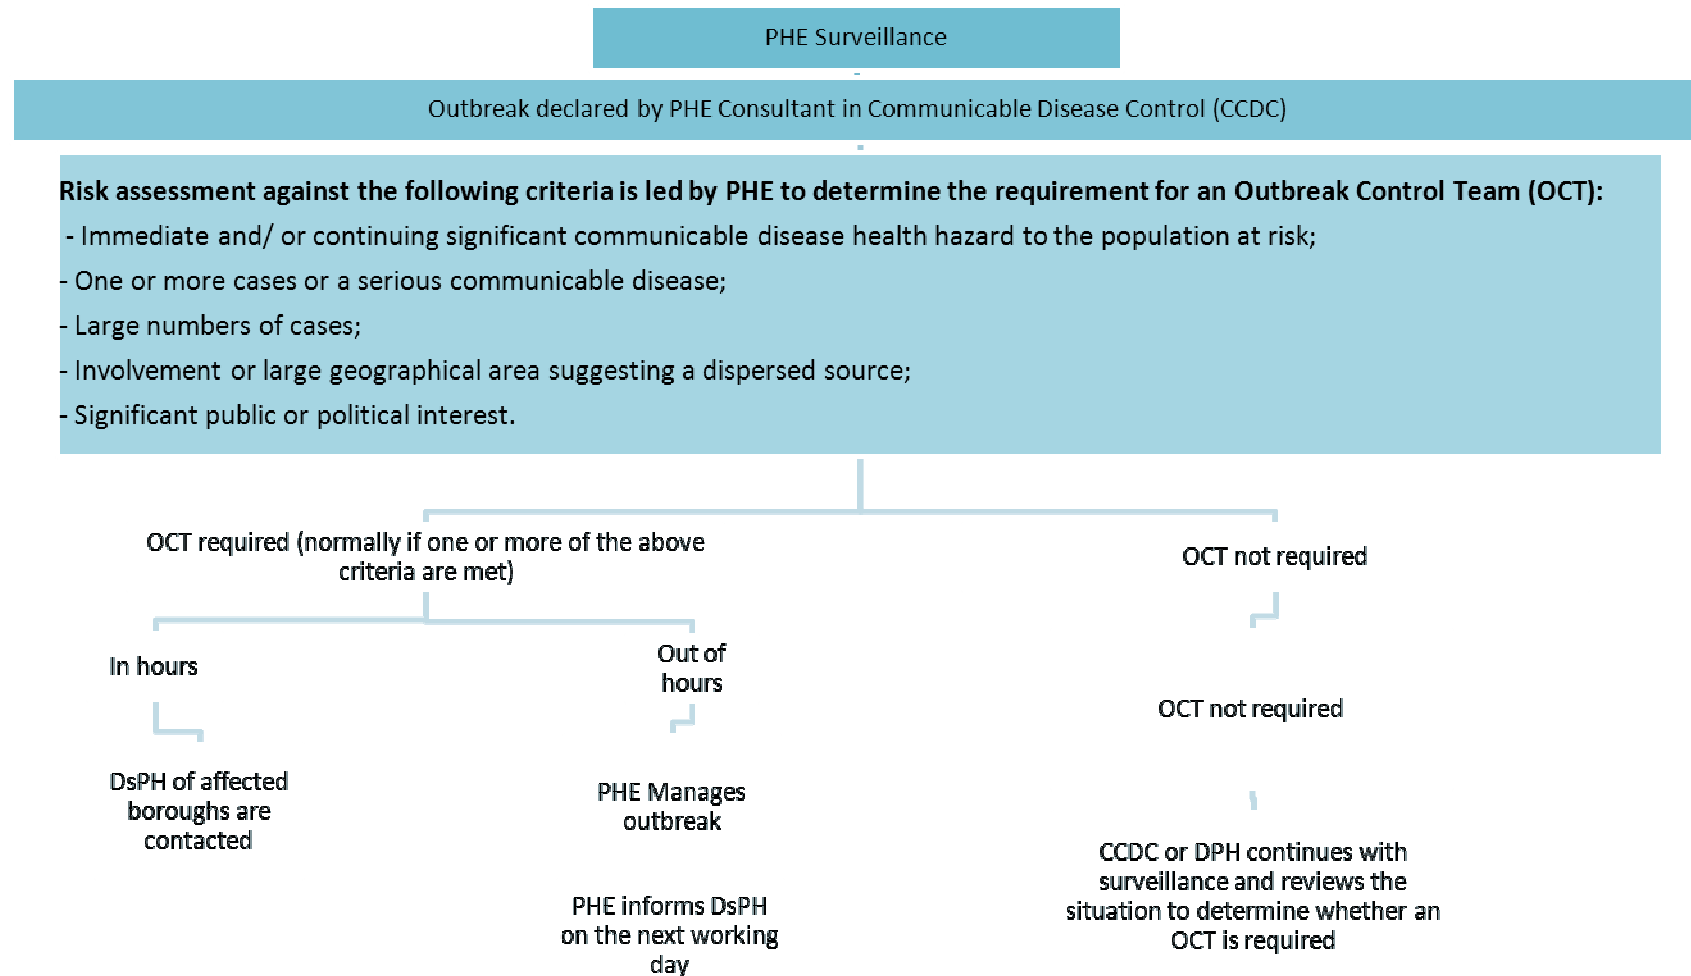 PHE Surveillance
Outbreak declared by PHE Consultant in Communicable Disease Control (CCDC)
Risk assessment against the following criteria is led by PHE to determine the requirement for an Outbreak Control Team (OCT):
- Immediate and/ or continuing significant communicable disease health hazard to the population at risk;
- One or more cases or a serious communicable disease;
- Large numbers of cases;
- Involvement or large geographical area suggesting a dispersed source;
- Significant public or political interest.
OCT required (normally if one or more of the above
criteria are met)
OCT not required
In hours
Out of
hours
OCT not required
DsPH of affected
boroughs are
contacted
PHE Manages
outbreak
CCDC or DPH continues with
surveillance and reviews the
situation to determine whether an
OCT is required
PHE informs DsPH
on the next working
day